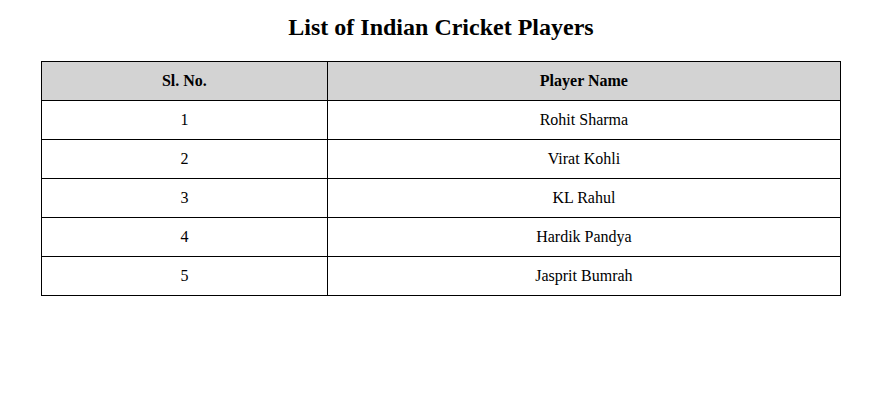 List of Indian Cricket Players
Sl. No. Player Name
1 Rohit Sharma
2 Virat Kohli
3 KL Rahul
4 Hardik Pandya
5 Jasprit Bumrah